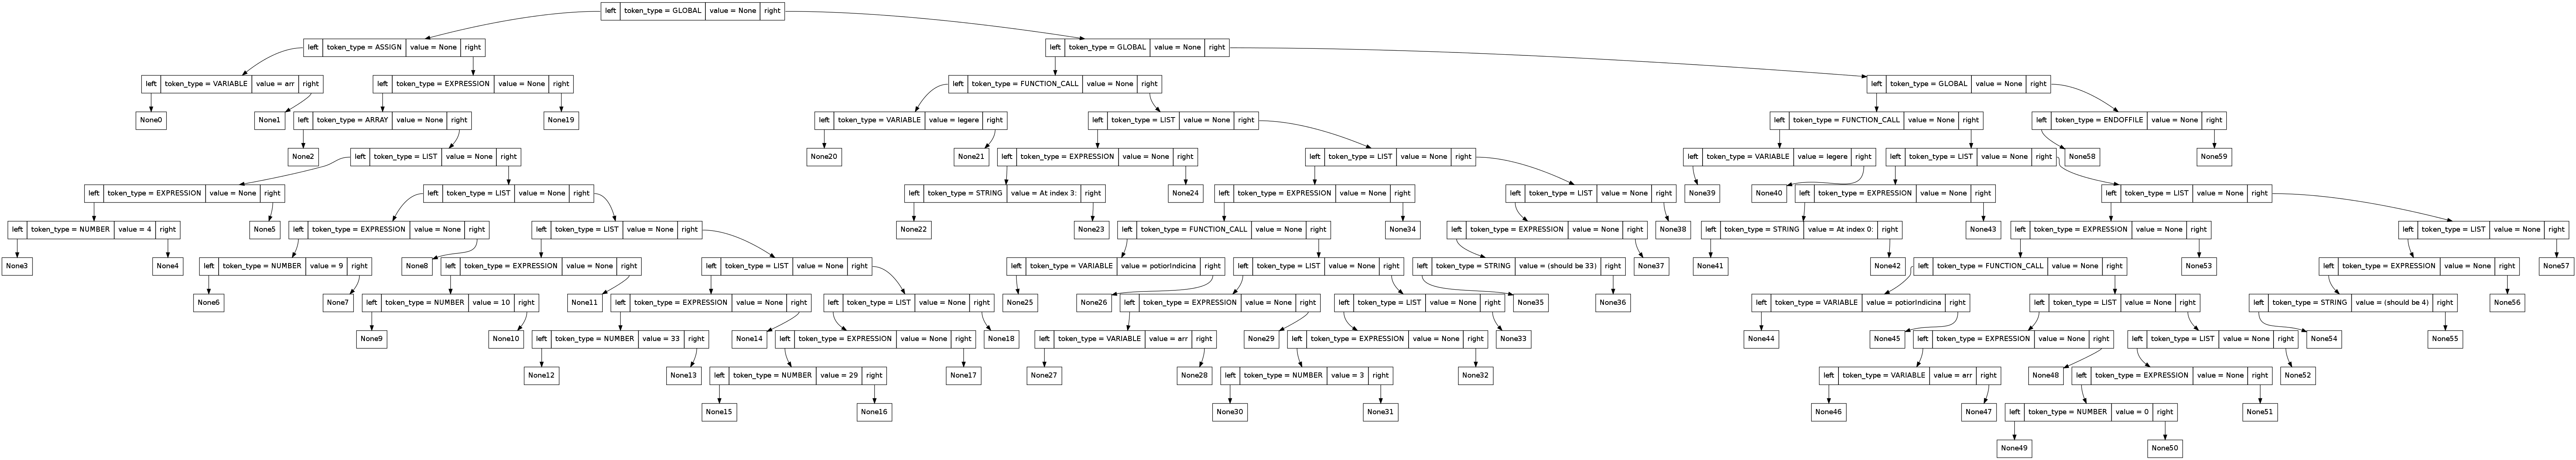 left token_type = GLOBAL value = None right
left token_type = ASSIGN value = None right
left token_type = GLOBAL value = None right
left token_type = VARIABLE value = arr right
left token_type = EXPRESSION value = None right
left token_type = FUNCTION_CALL value = None right
left token_type = GLOBAL value = None right
None0
None1
left token_type = ARRAY value = None right
None19
left token_type = VARIABLE value = legere right
left token_type = LIST value = None right
left token_type = FUNCTION_CALL value = None right
left token_type = ENDOFFILE value = None right
None2
left token_type = LIST value = None right
None20
None21
left token_type = EXPRESSION value = None right
left token_type = LIST value = None right
left token_type = VARIABLE value = legere right
left token_type = LIST value = None right
None58
None59
left token_type = EXPRESSION value = None right
left token_type = LIST value = None right
left token_type = STRING value = At index 3: right
None24
left token_type = EXPRESSION value = None right
left token_type = LIST value = None right
None39
None40
left token_type = EXPRESSION value = None right
left token_type = LIST value = None right
left token_type = NUMBER value = 4 right
None5
left token_type = EXPRESSION value = None right
left token_type = LIST value = None right
None22
None23
left token_type = FUNCTION_CALL value = None right
None34
left token_type = EXPRESSION value = None right
None38
left token_type = STRING value = At index 0: right
None43
left token_type = EXPRESSION value = None right
left token_type = LIST value = None right
None3
None4
left token_type = NUMBER value = 9 right
None8
left token_type = EXPRESSION value = None right
left token_type = LIST value = None right
left token_type = VARIABLE value = potiorIndicina right
left token_type = LIST value = None right
left token_type = STRING value = (should be 33) right
None37
None41
None42
left token_type = FUNCTION_CALL value = None right
None53
left token_type = EXPRESSION value = None right
None57
None6
None7
left token_type = NUMBER value = 10 right
None11
left token_type = EXPRESSION value = None right
left token_type = LIST value = None right
None25
None26
left token_type = EXPRESSION value = None right
left token_type = LIST value = None right
None35
None36
left token_type = VARIABLE value = potiorIndicina right
left token_type = LIST value = None right
left token_type = STRING value = (should be 4) right
None56
None9
None10
left token_type = NUMBER value = 33 right
None14
left token_type = EXPRESSION value = None right
None18
left token_type = VARIABLE value = arr right
None29
left token_type = EXPRESSION value = None right
None33
None44
None45
left token_type = EXPRESSION value = None right
left token_type = LIST value = None right
None54
None55
None12
None13
left token_type = NUMBER value = 29 right
None17
None27
None28
left token_type = NUMBER value = 3 right
None32
left token_type = VARIABLE value = arr right
None48
left token_type = EXPRESSION value = None right
None52
None15
None16
None30
None31
None46
None47
left token_type = NUMBER value = 0 right
None51
None49
None50